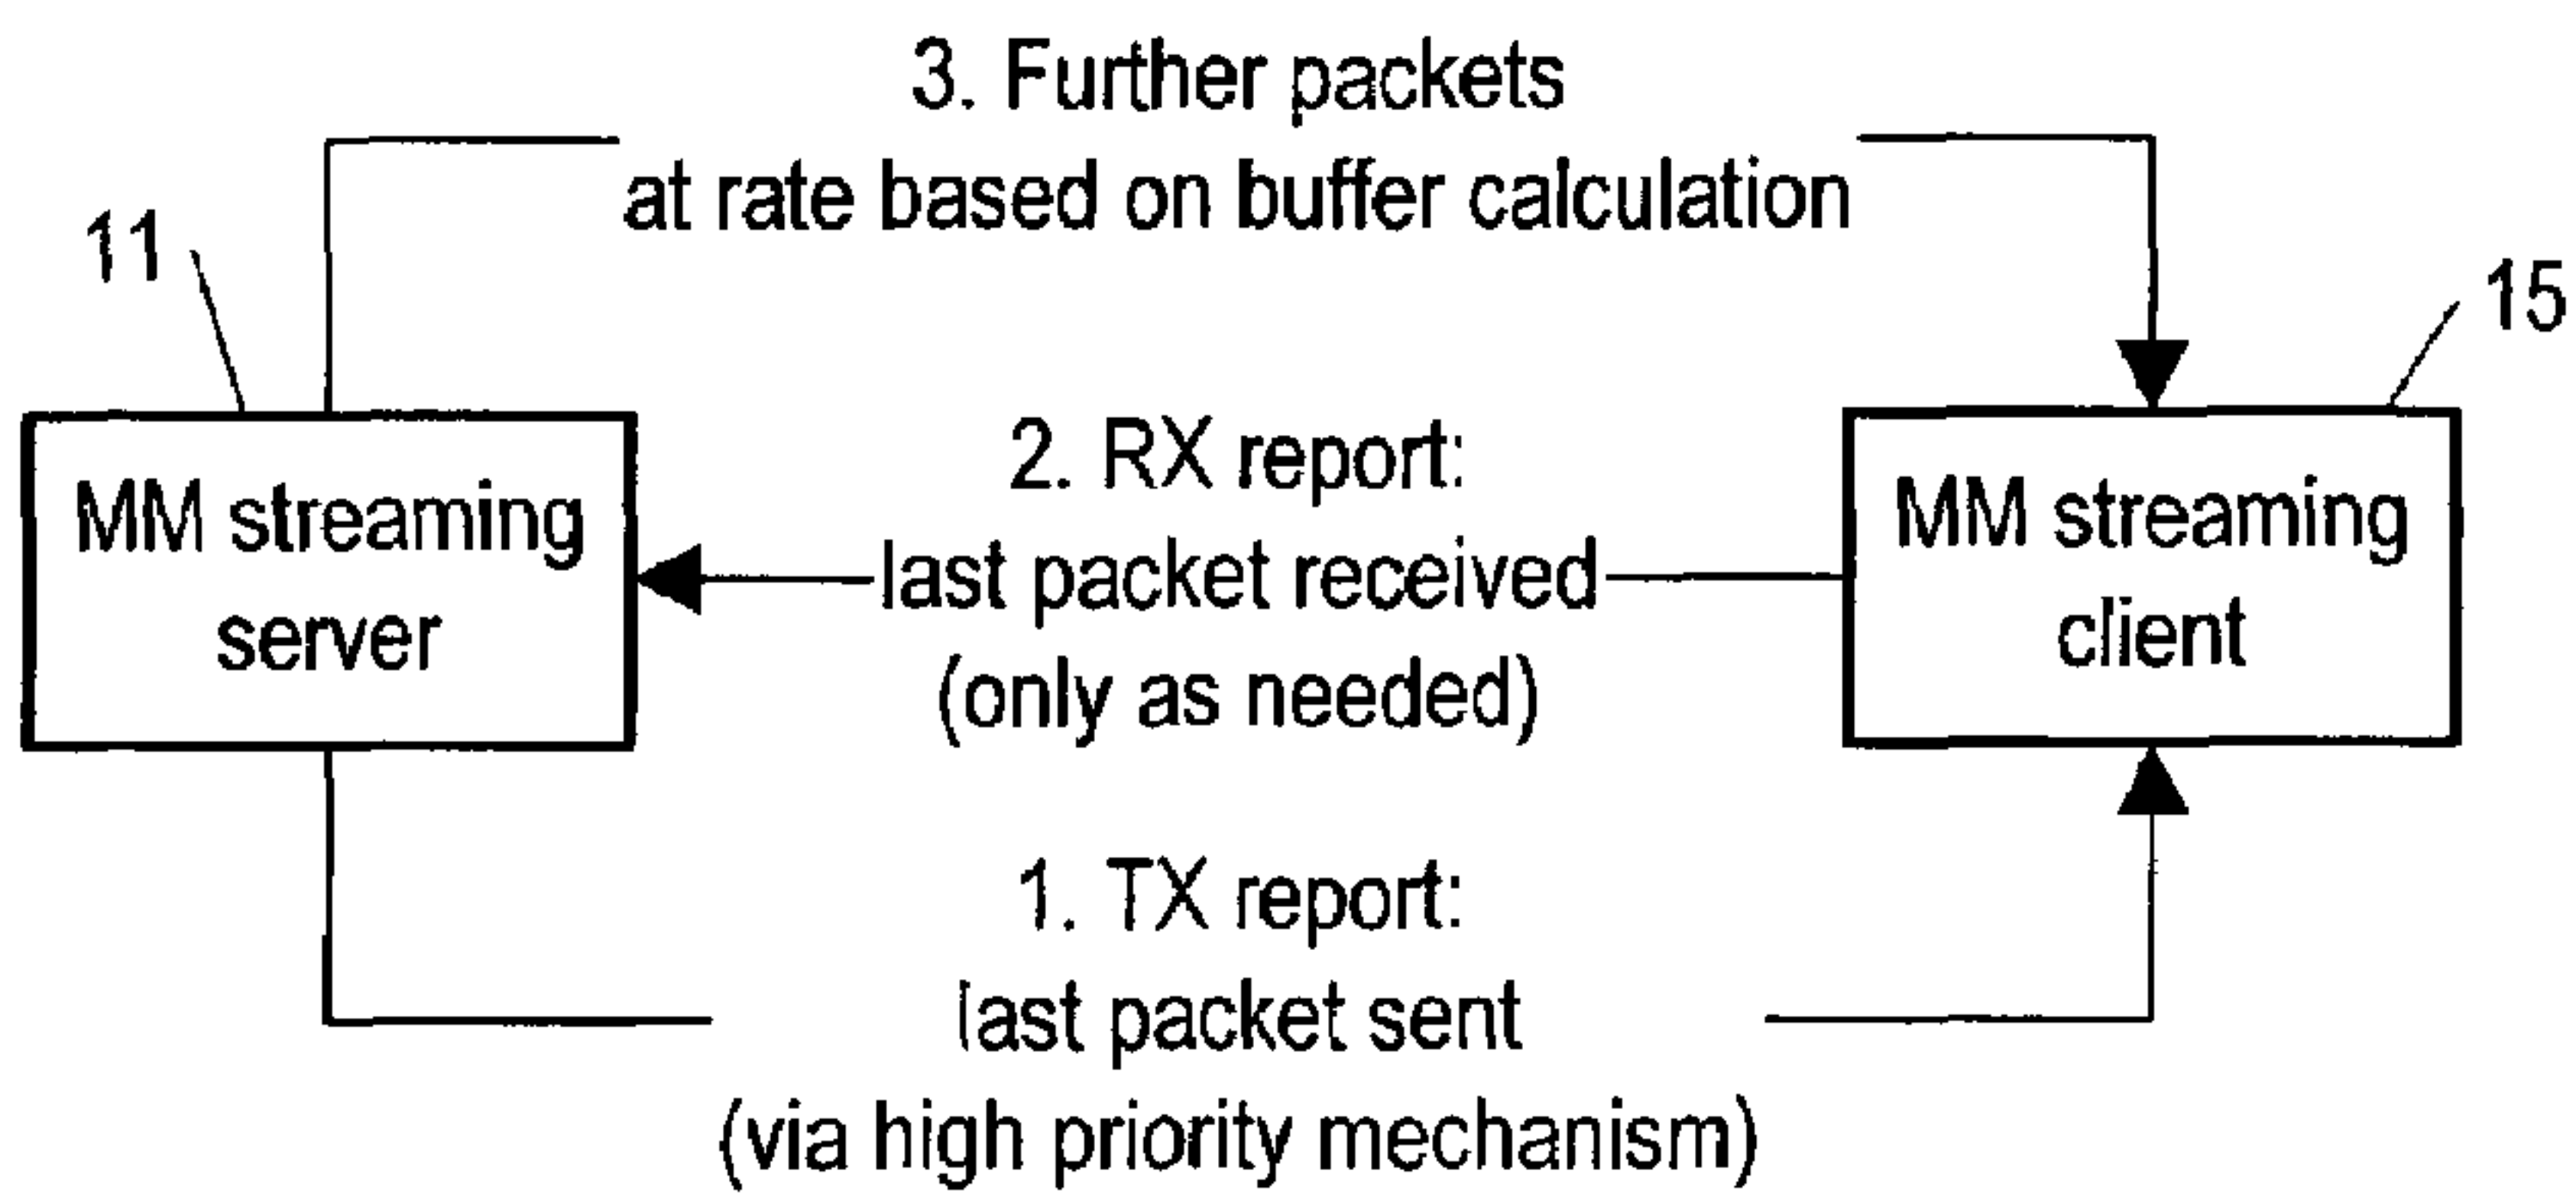 3. Further packets
at rate based on buffer calculation
11
15
MM streaming
server
2. RX report:
last packet received
(only as needed)
MM streaming
client
1. TX report:
last packet sent
(via high priority mechanism)